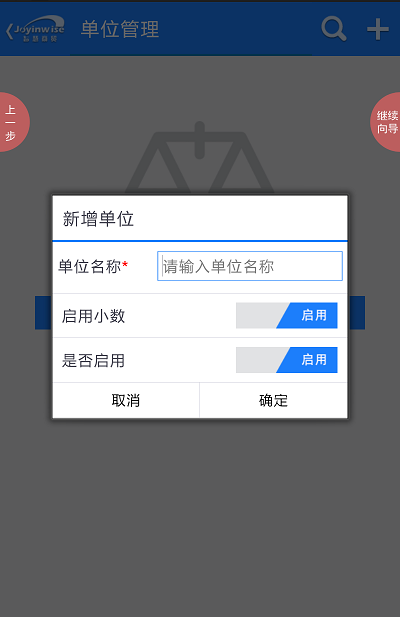 Joyinwise
单位管理
上一步
继续向导
新增单位
单位名称*
请输入单位名称
启用小数
启用
是否启用
启用
取消
确定